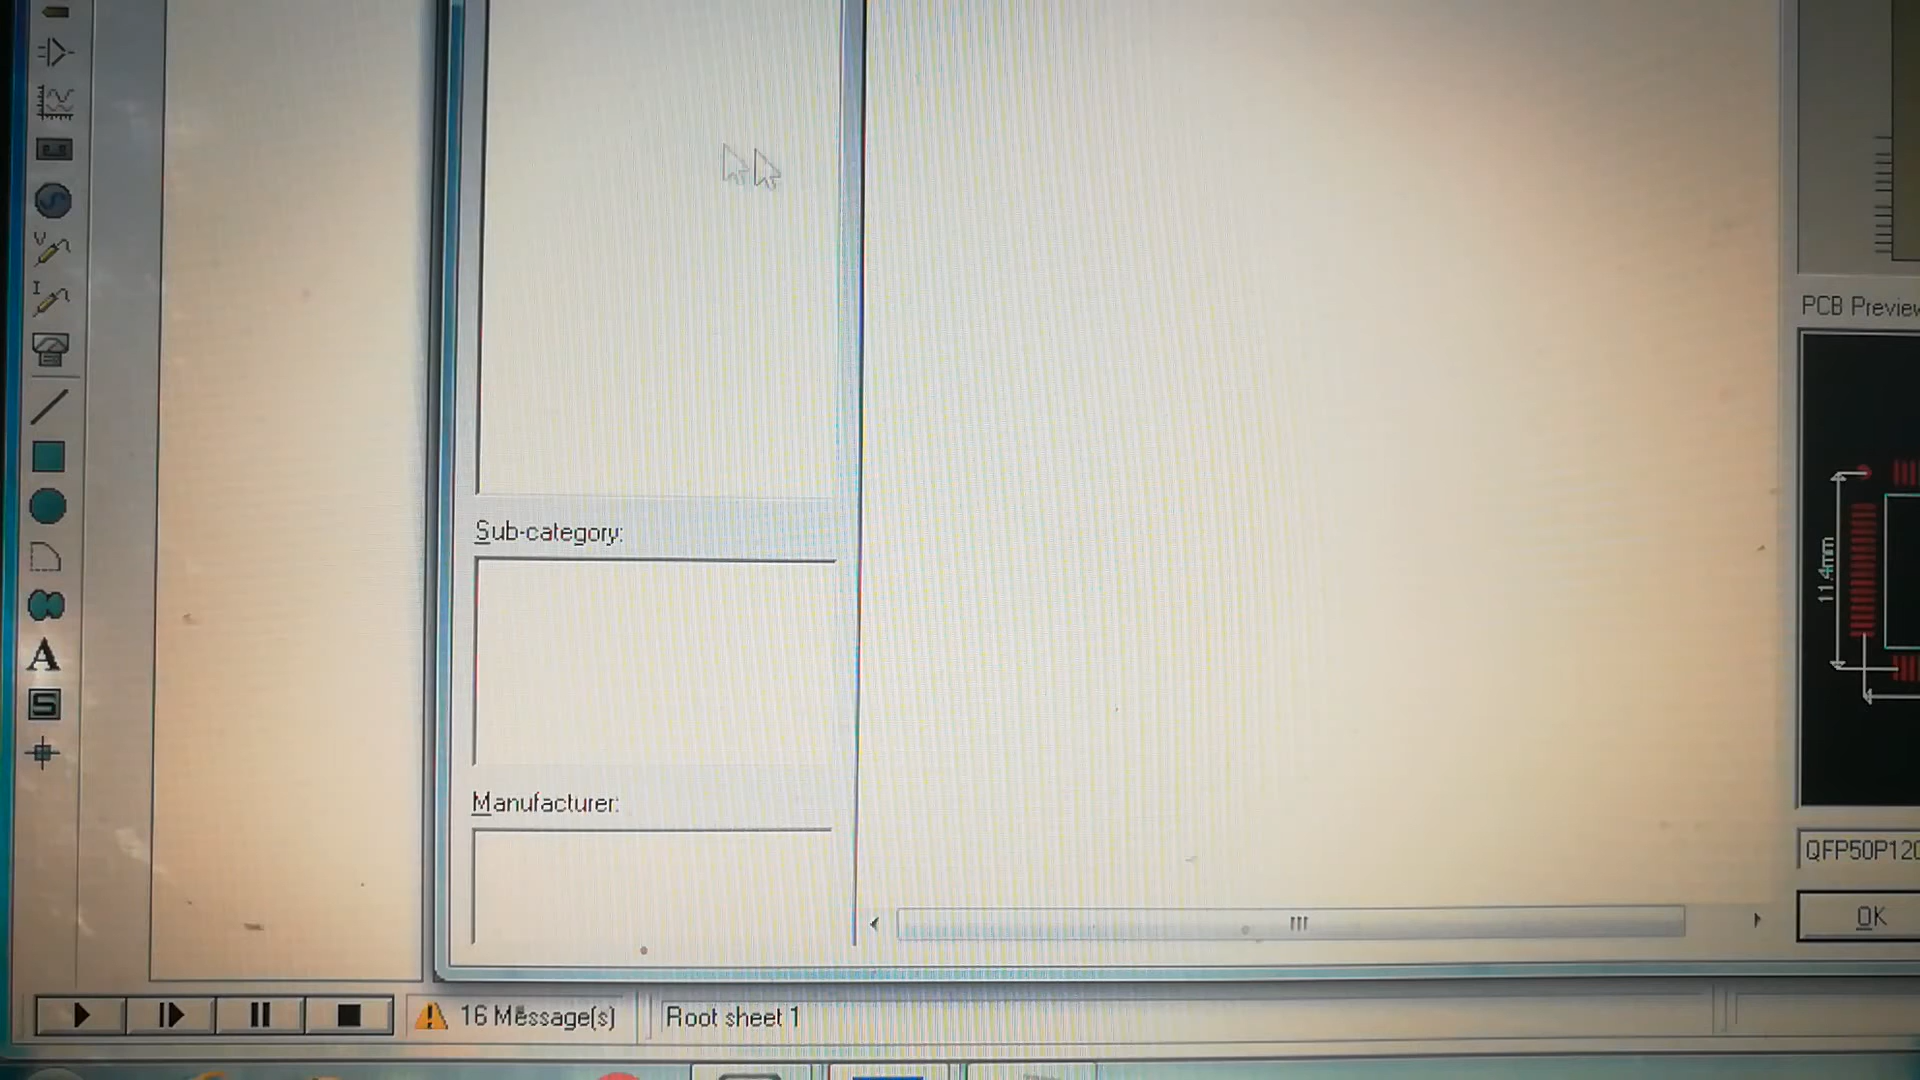 V
I
PCB Preview
Sub-category:
11.4mm
A
S
Manufacturer:
QFP50P120
OK
16 Message(s)
Root sheet 1